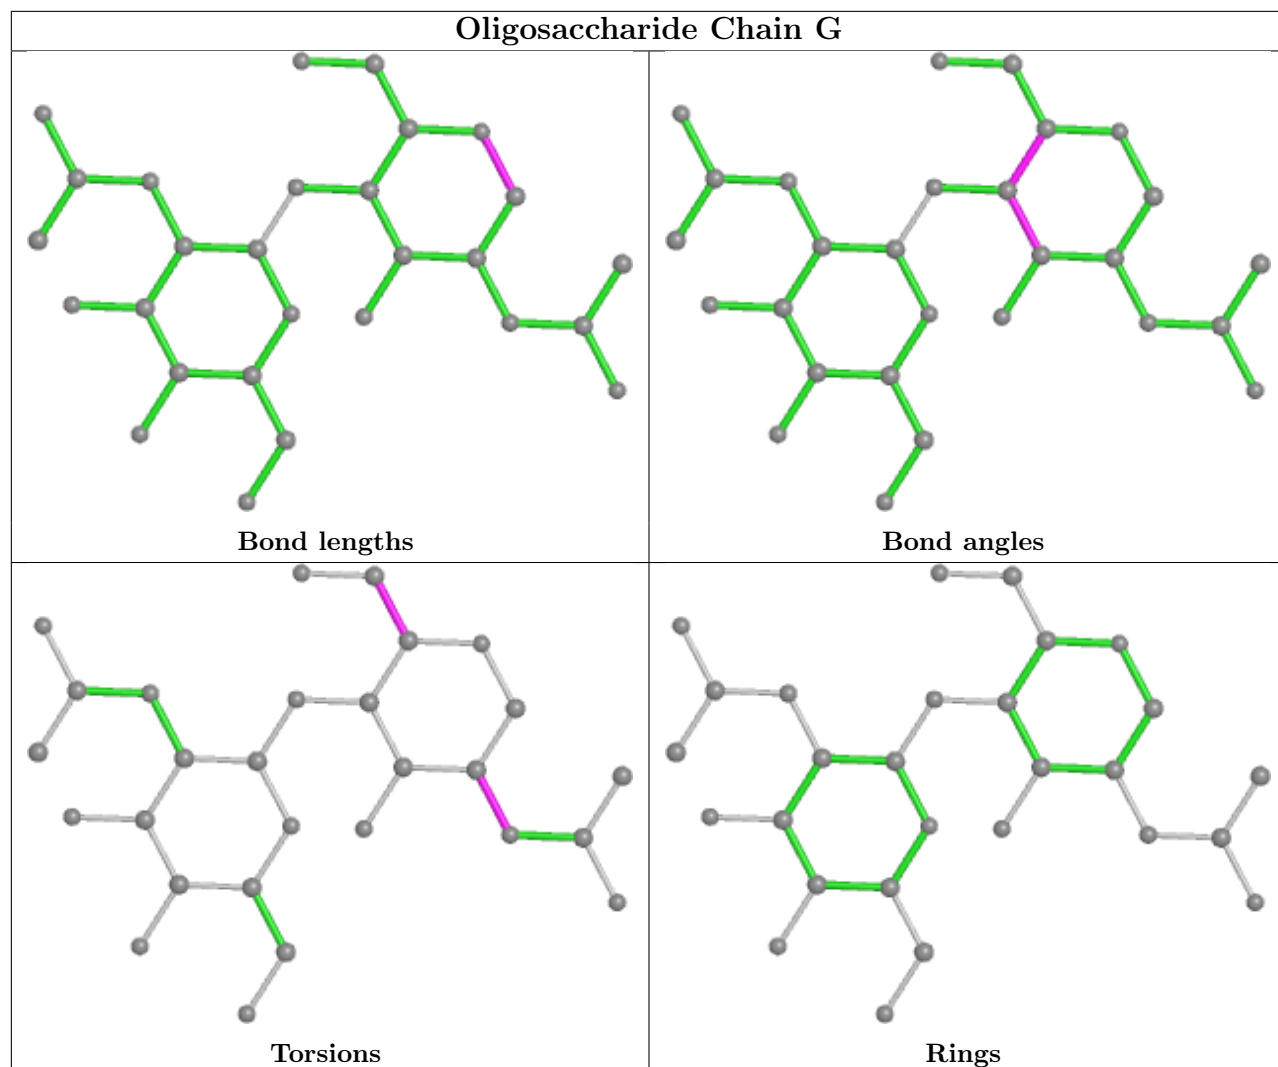 Oligosaccharide Chain G
Bond lengths
Bond angles
Torsions
Rings